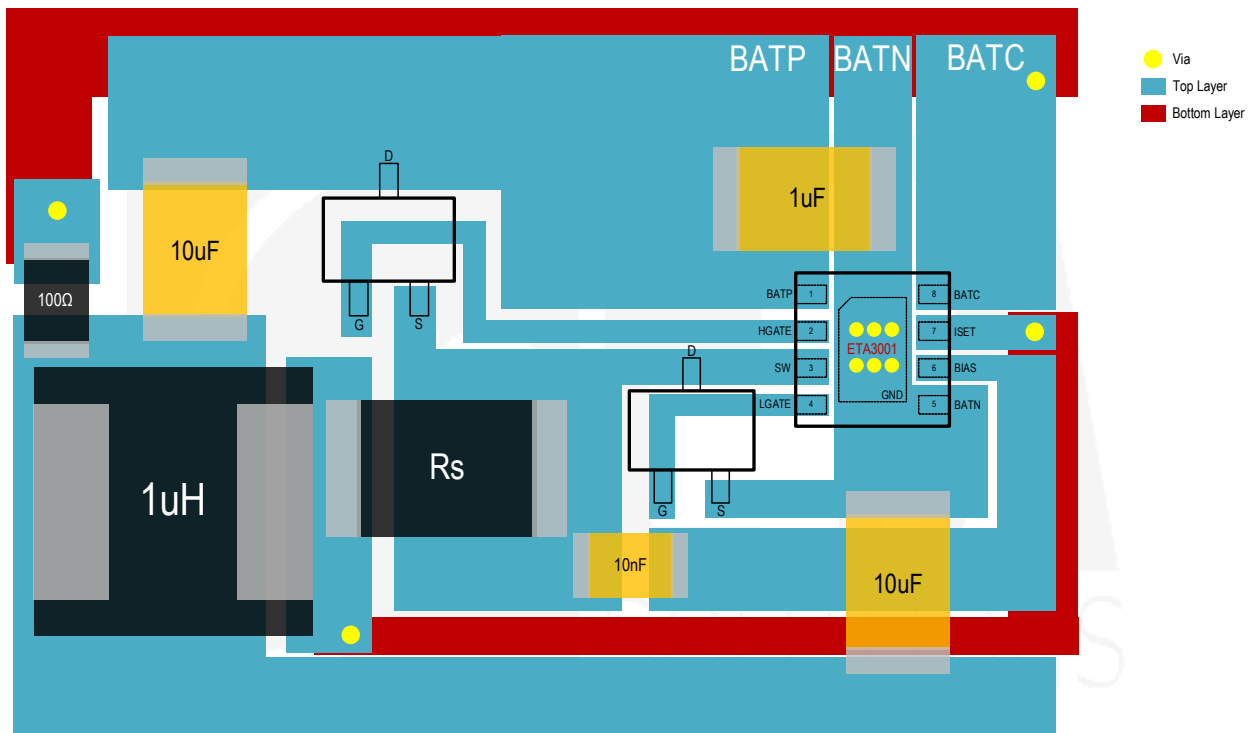 BATP BATN BATC
Via
Top Layer
Bottom Layer
D
1uF
10uF
100Ω
G S
BATP 1 8 BATC
HGATE 2 7 ISET
ETA3001
SW 3 6 BIAS
GND
LGATE 4 5 BATN
D
G S
1uH
Rs
10nF
10uF